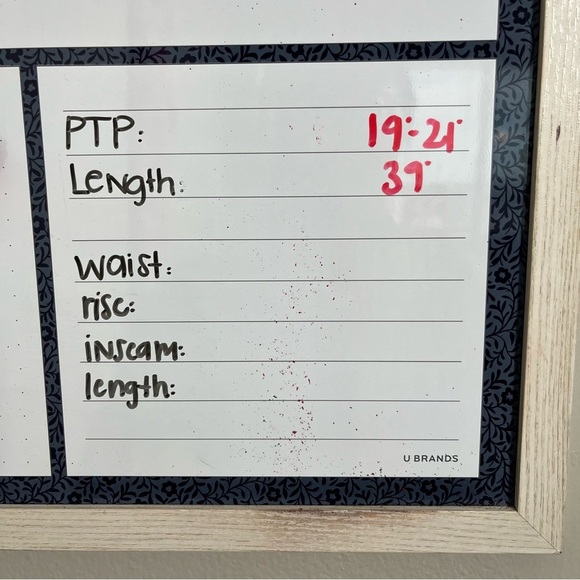 PTP: 19"-21"
Length: 39"
waist:
rise:
inseam:
length:
U BRANDS